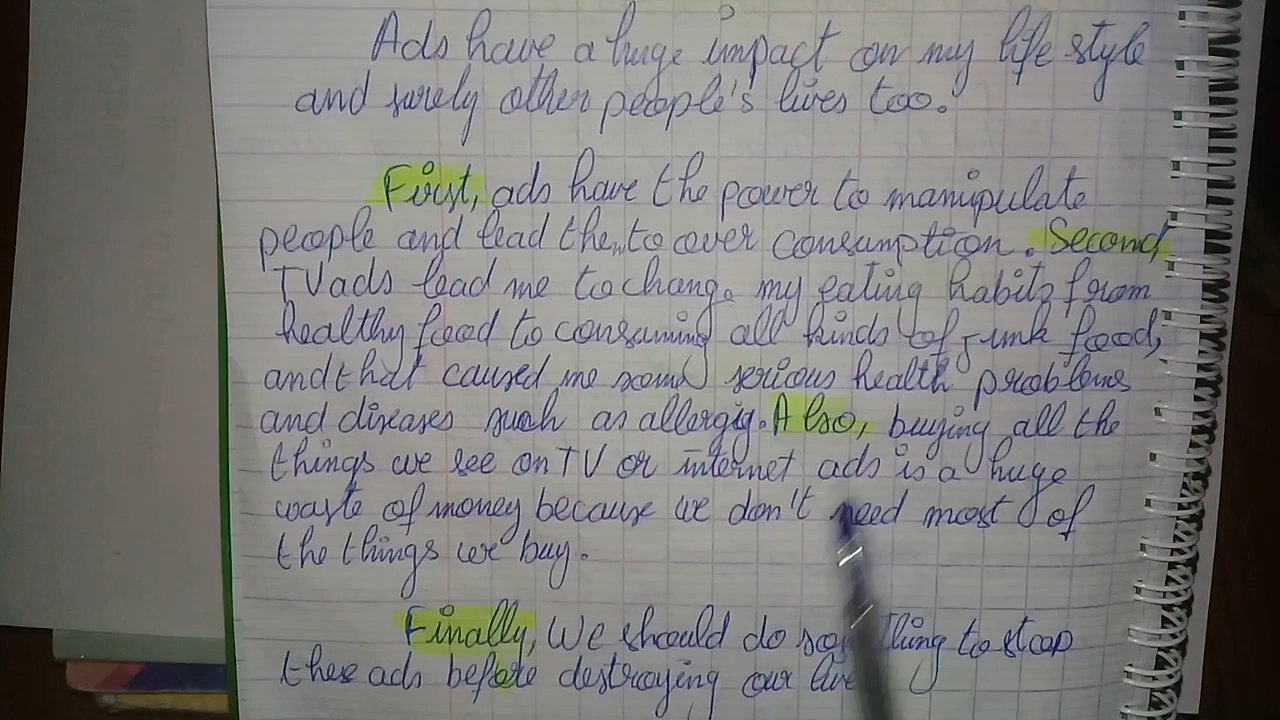 Ads have a huge impact on my life style
and surely other people's lives too.
First, ads have the power to manipulate
people and lead them to over consumption. Second,
TV ads lead me to change my eating habits from
healthy food to consuming all kinds of junk food,
and that caused me some serious health problems
and diseases such as allergig. Also, buying all the
things we see on TV or internet ads is a huge
waste of money because we don't need most of
the things we buy.
Finally, We should do something to stop
these ads before destroying our